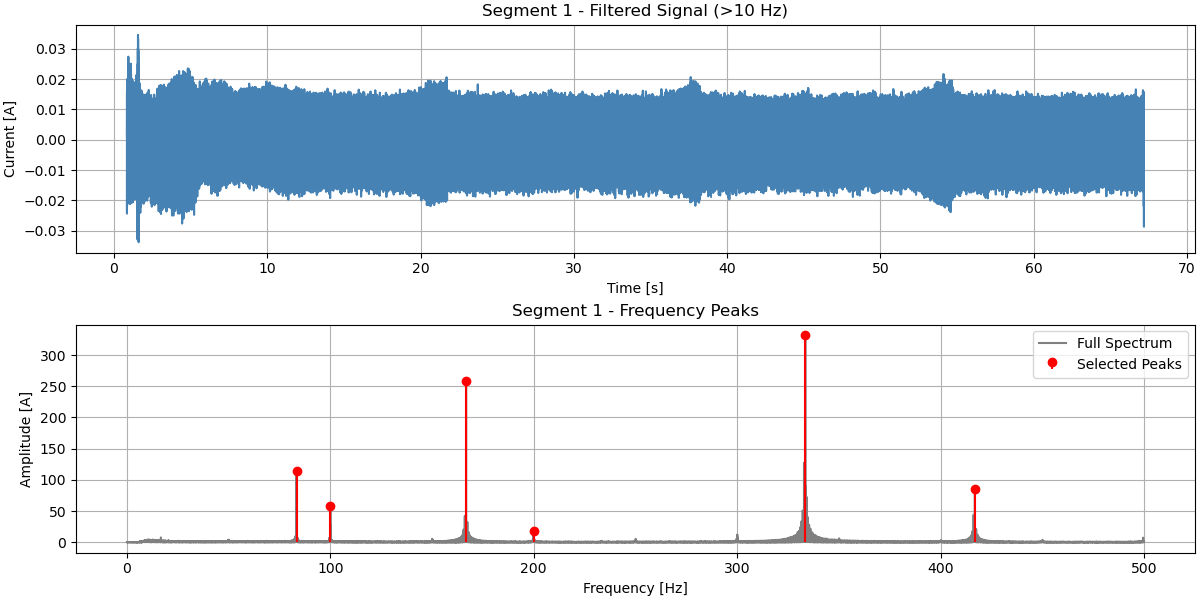 Segment 1 - Filtered Signal (>10 Hz)
Current [A]
0.03
0.02
0.01
0.00
−0.01
−0.02
−0.03
0 10 20 30 40 50 60 70
Time [s]
Segment 1 - Frequency Peaks
Amplitude [A]
300
250
200
150
100
50
0
Full Spectrum
Selected Peaks
0 100 200 300 400 500
Frequency [Hz]